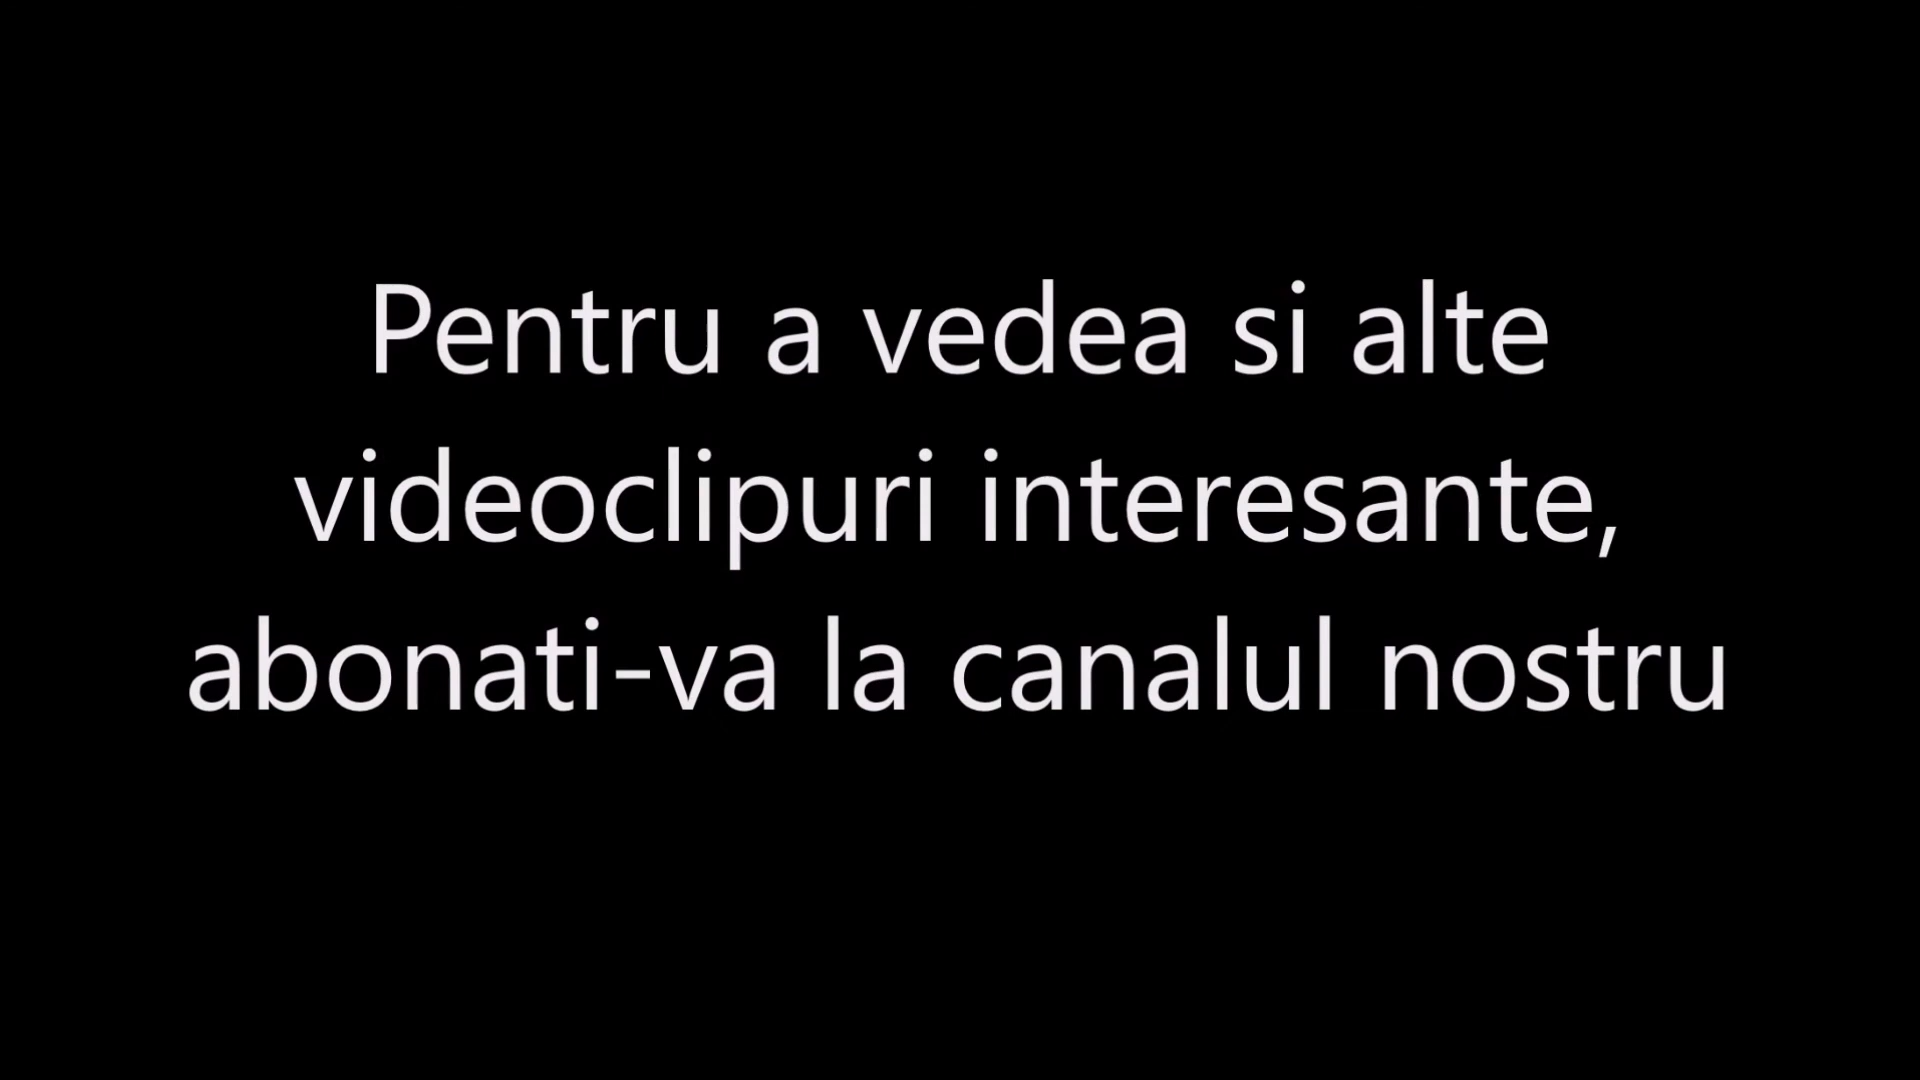 Pentru a vedea si alte
videoclipuri interesante,
abonati-va la canalul nostru